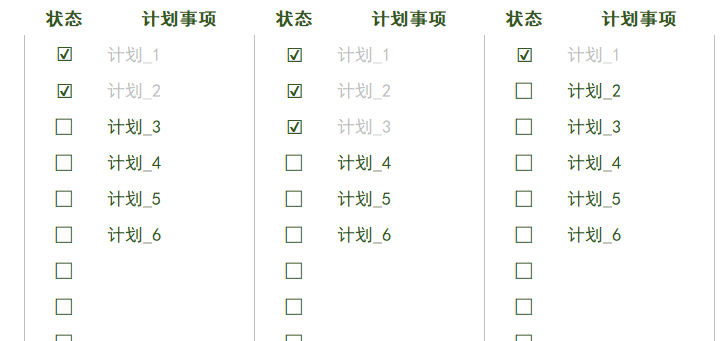 状态 计划事项 状态 计划事项 状态 计划事项
☑ 计划_1 ☑ 计划_1 ☑ 计划_1
☑ 计划_2 ☑ 计划_2 □ 计划_2
□ 计划_3 ☑ 计划_3 □ 计划_3
□ 计划_4 □ 计划_4 □ 计划_4
□ 计划_5 □ 计划_5 □ 计划_5
□ 计划_6 □ 计划_6 □ 计划_6